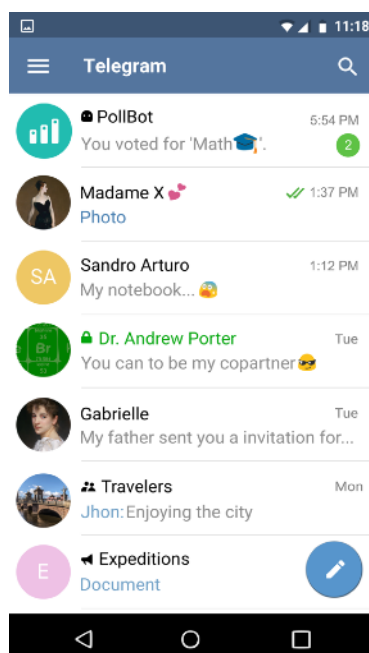 11:18
Telegram
PollBot 5:54 PM
You voted for 'Math🎓'. 2
Madame X 💕 1:37 PM
Photo
SA
Sandro Arturo 1:12 PM
My notebook... 😨
Br
Dr. Andrew Porter Tue
You can to be my copartner😎
Gabrielle Tue
My father sent you a invitation for...
Travelers Mon
Jhon: Enjoying the city
E
Expeditions
Document